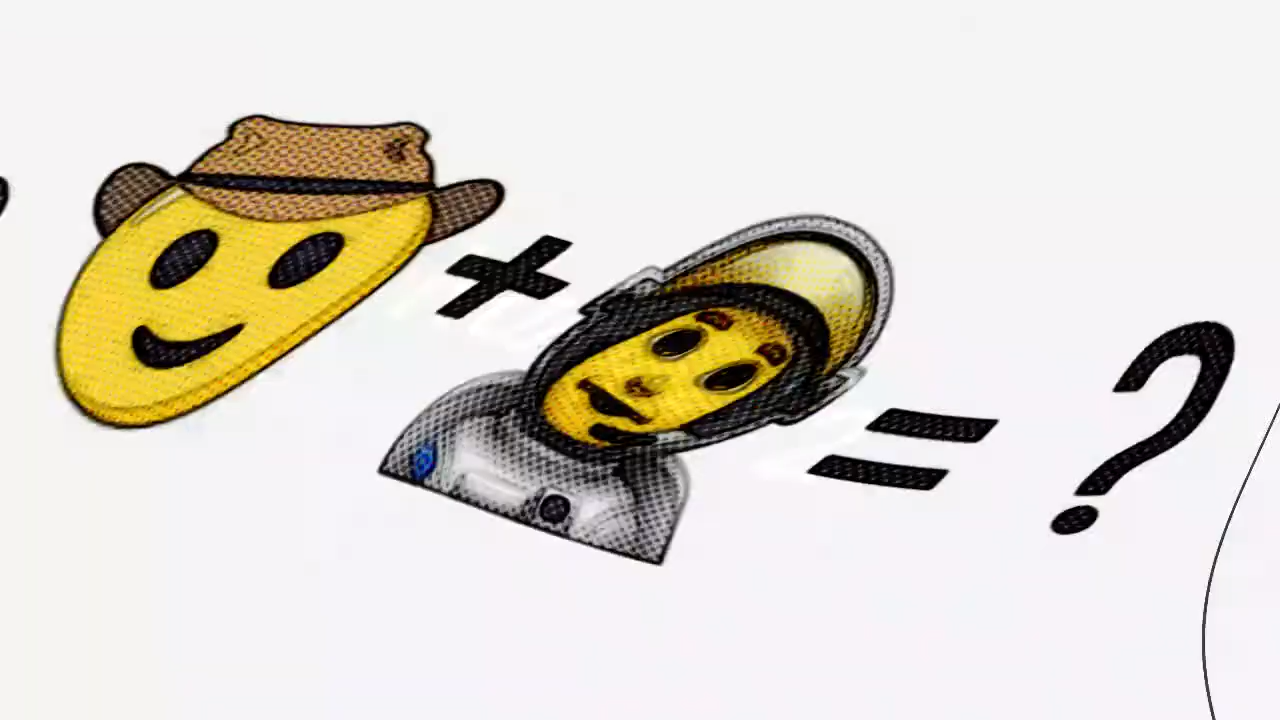 + = ?